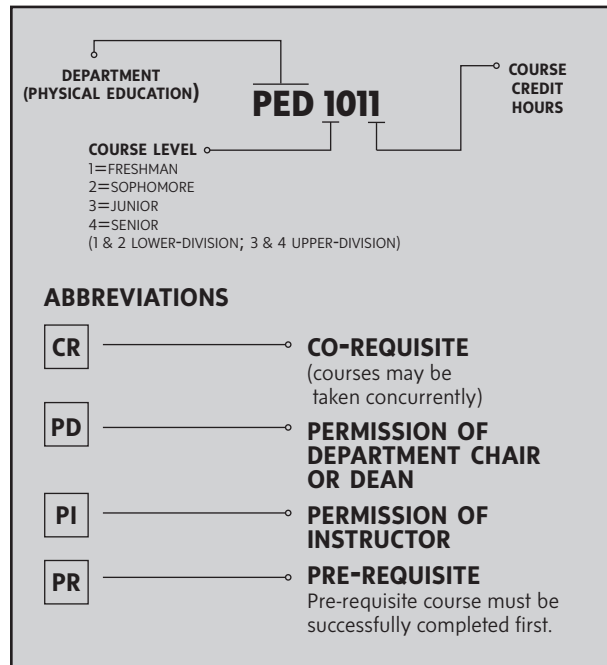 DEPARTMENT
(PHYSICAL EDUCATION)
PED 1011
COURSE
CREDIT
HOURS
COURSE LEVEL
1=FRESHMAN
2=SOPHOMORE
3=JUNIOR
4=SENIOR
(1 & 2 LOWER-DIVISION; 3 & 4 UPPER-DIVISION)
ABBREVIATIONS
CR
CO-REQUISITE
(courses may be
taken concurrently)
PD
PERMISSION OF
DEPARTMENT CHAIR
OR DEAN
PI
PERMISSION OF
INSTRUCTOR
PR
PRE-REQUISITE
Pre-requisite course must be
successfully completed first.